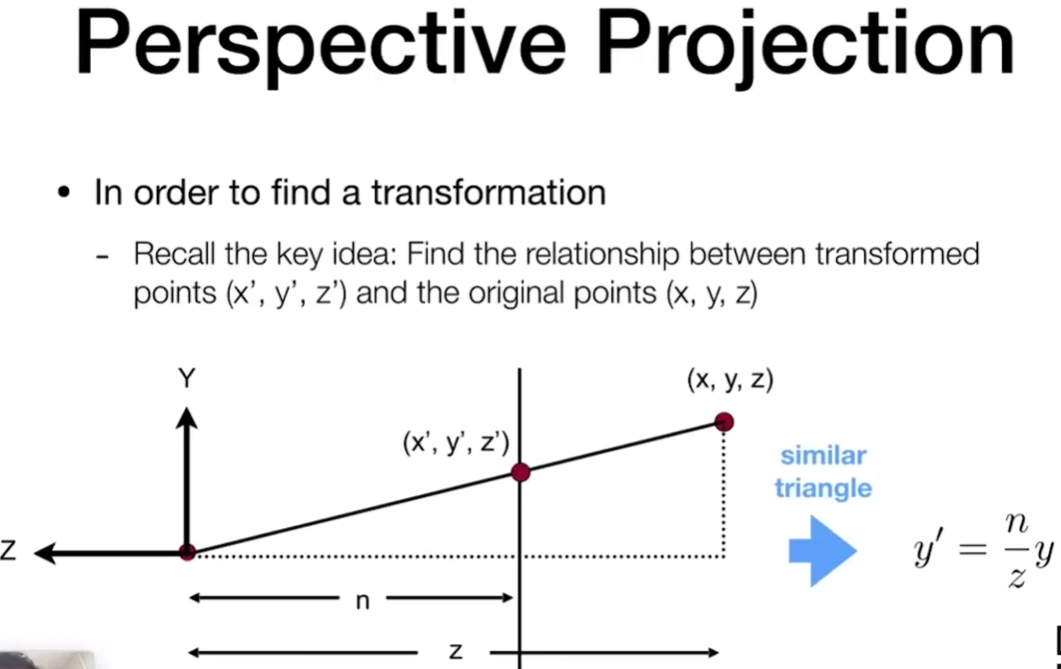 Perspective Projection
• In order to find a transformation
- Recall the key idea: Find the relationship between transformed
points (x’, y’, z’) and the original points (x, y, z)
Y
(x, y, z)
(x’, y’, z’)
similar
triangle
Z
y′ = n/z y
n
z